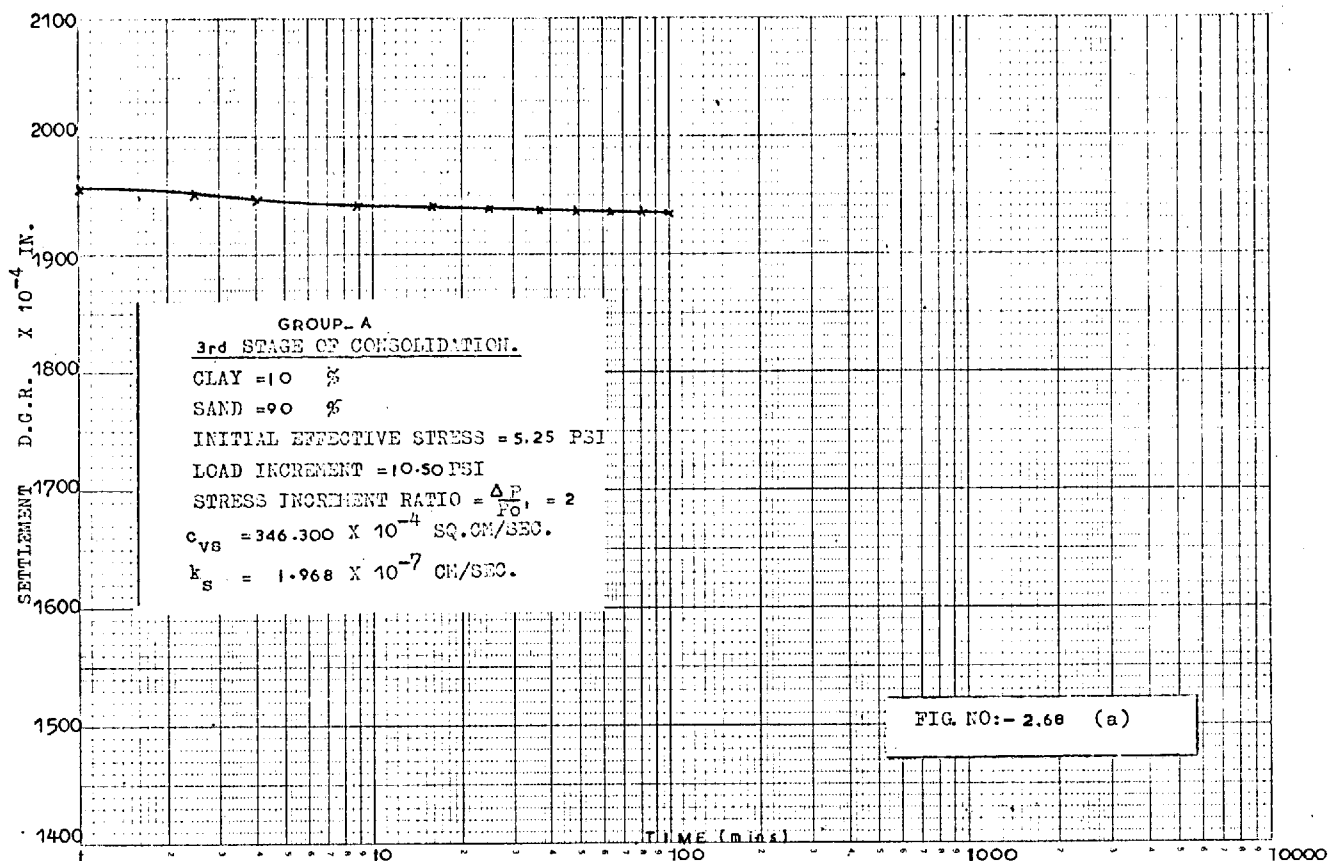 2100
2000
1900
1800
1700
1600
1500
1400
SETTLEMENT D.G.R. X 10⁻⁴ IN.
GROUP-A
3rd STAGE OF CONSOLIDATION.
CLAY =10 %
SAND =90 %
INITIAL EFFECTIVE STRESS = 5.25 PSI
LOAD INCREMENT =10.50 PSI
STRESS INCREMENT RATIO = ΔP/Po' = 2
c_vs =346.300 X 10⁻⁴ SQ.CM/SEC.
k_s = 1.968 X 10⁻⁷ CM/SEC.
FIG. NO:- 2.68 (a)
TIME (mins)
1 10 100 1000 10000